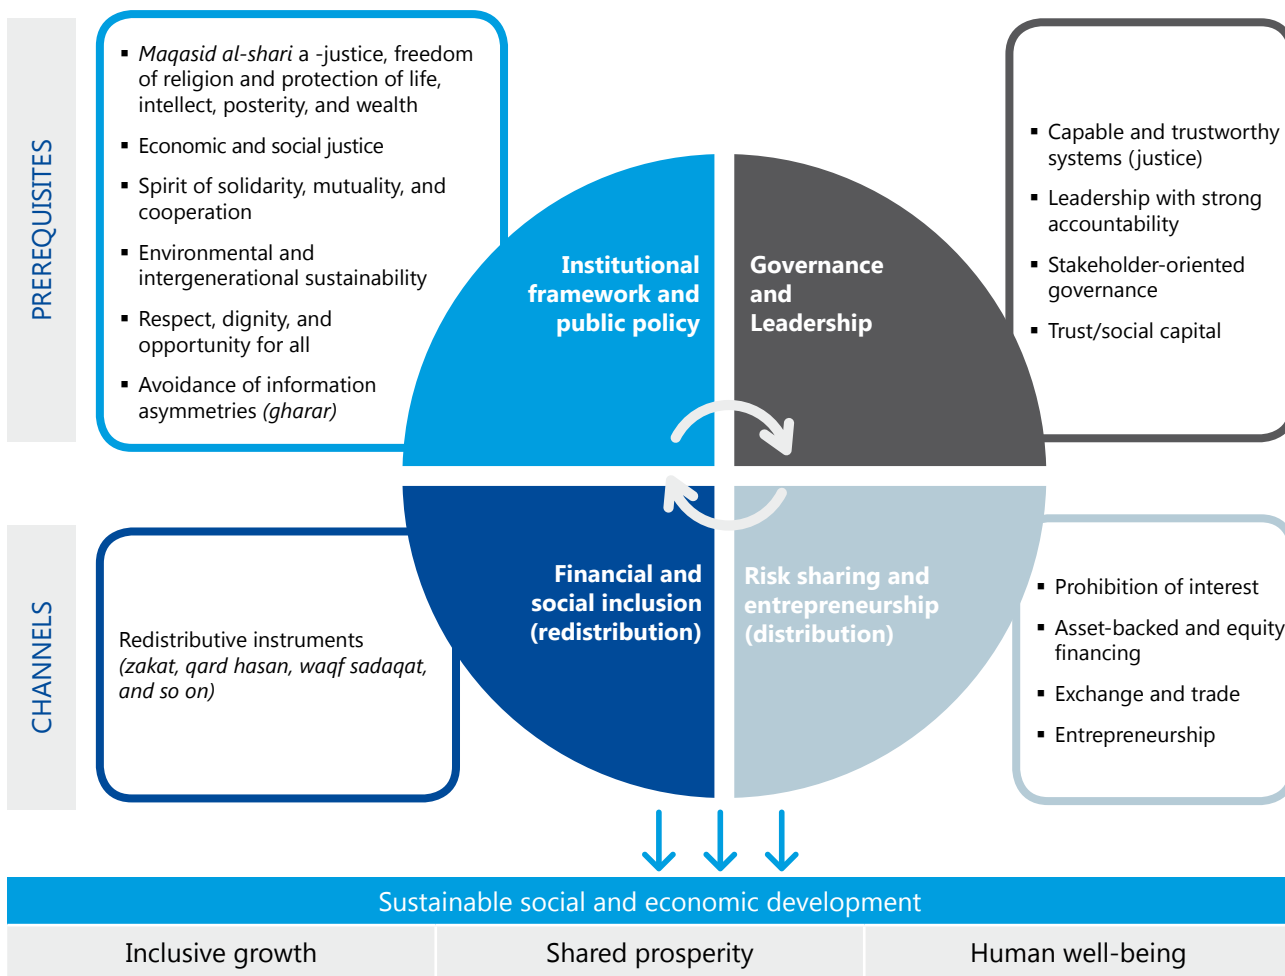 PREREQUISITES
▪ Maqasid al-shari a -justice, freedom
of religion and protection of life,
intellect, posterity, and wealth
▪ Economic and social justice
▪ Spirit of solidarity, mutuality, and
cooperation
▪ Environmental and
intergenerational sustainability
▪ Respect, dignity, and
opportunity for all
▪ Avoidance of information
asymmetries (gharar)
Institutional
framework and
public policy
Governance
and
Leadership
▪ Capable and trustworthy
systems (justice)
▪ Leadership with strong
accountability
▪ Stakeholder-oriented
governance
▪ Trust/social capital
CHANNELS
Redistributive instruments
(zakat, qard hasan, waqf sadaqat,
and so on)
Financial and
social inclusion
(redistribution)
Risk sharing and
entrepreneurship
(distribution)
▪ Prohibition of interest
▪ Asset-backed and equity
financing
▪ Exchange and trade
▪ Entrepreneurship
Sustainable social and economic development
Inclusive growth
Shared prosperity
Human well-being